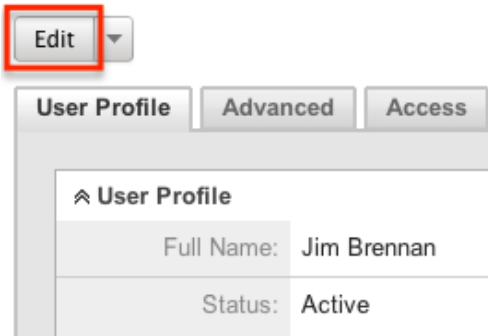 Edit
User Profile Advanced Access
User Profile
Full Name: Jim Brennan
Status: Active